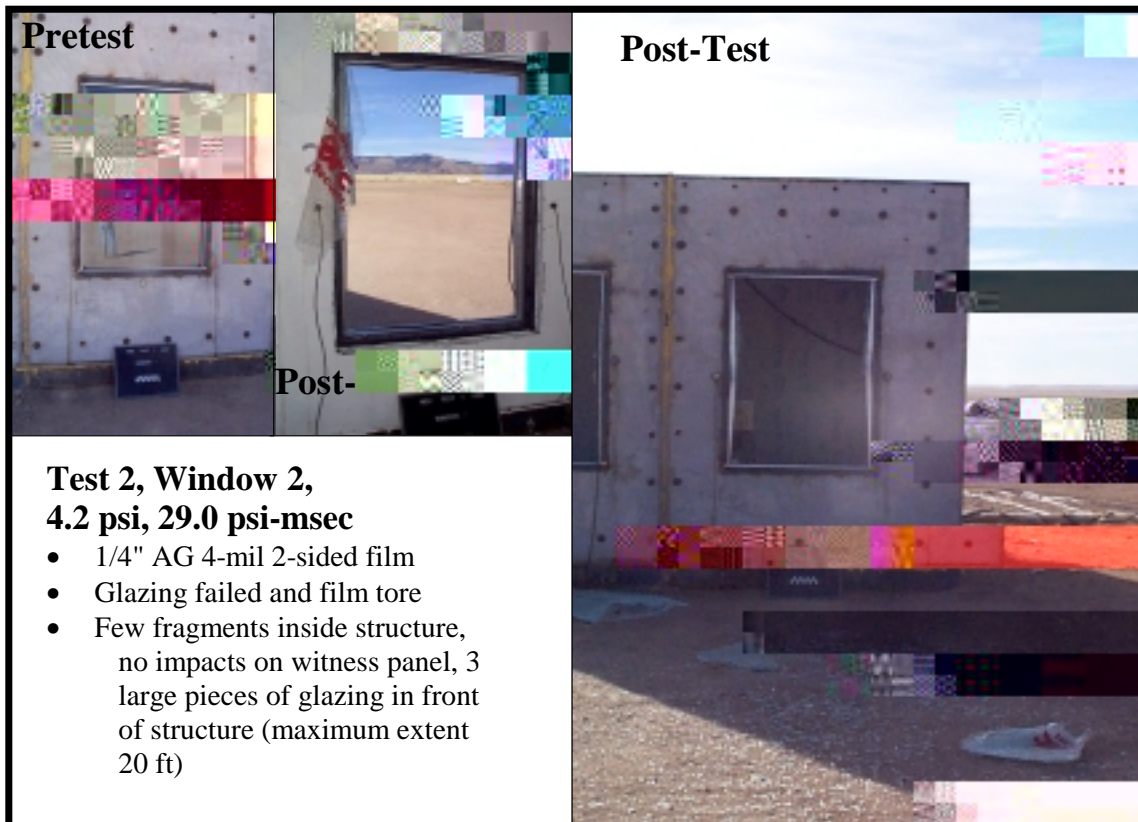 Pretest
Post-Test
Post-
Test 2, Window 2,
4.2 psi, 29.0 psi-msec
• 1/4" AG 4-mil 2-sided film
• Glazing failed and film tore
• Few fragments inside structure,
no impacts on witness panel, 3
large pieces of glazing in front
of structure (maximum extent
20 ft)